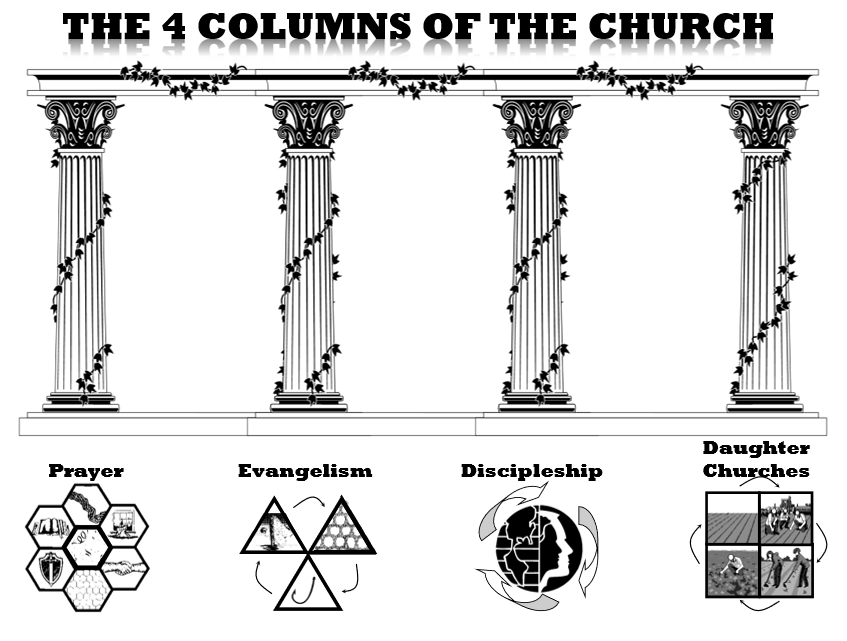 THE 4 COLUMNS OF THE CHURCH
Prayer
Evangelism
Discipleship
Daughter
Churches